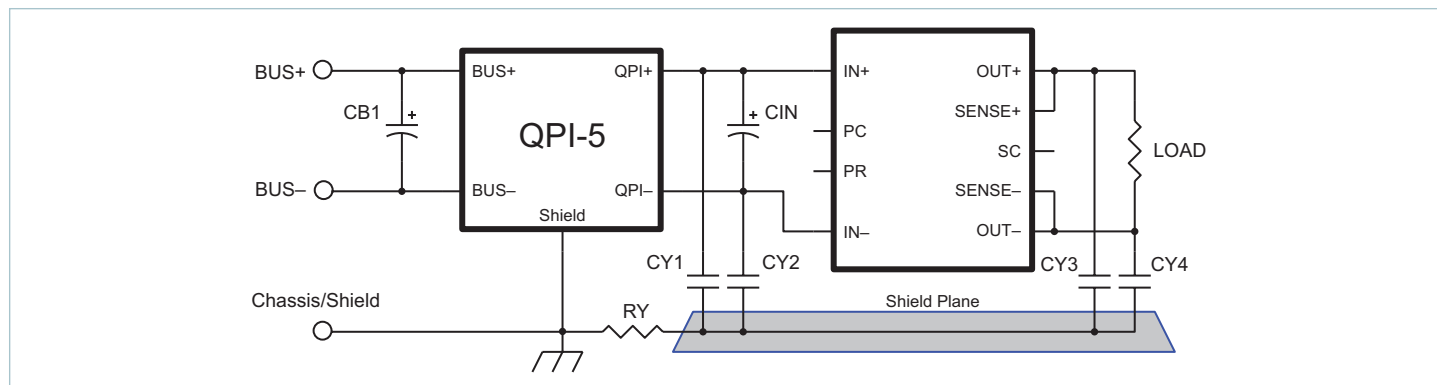 BUS+
BUS+
QPI+
IN+
OUT+
CB1
+
CIN
+
SENSE+
QPI-5
PC
SC
LOAD
PR
BUS–
BUS–
QPI–
SENSE–
Shield
IN–
OUT–
CY1
CY2
CY3
CY4
Chassis/Shield
RY
Shield Plane